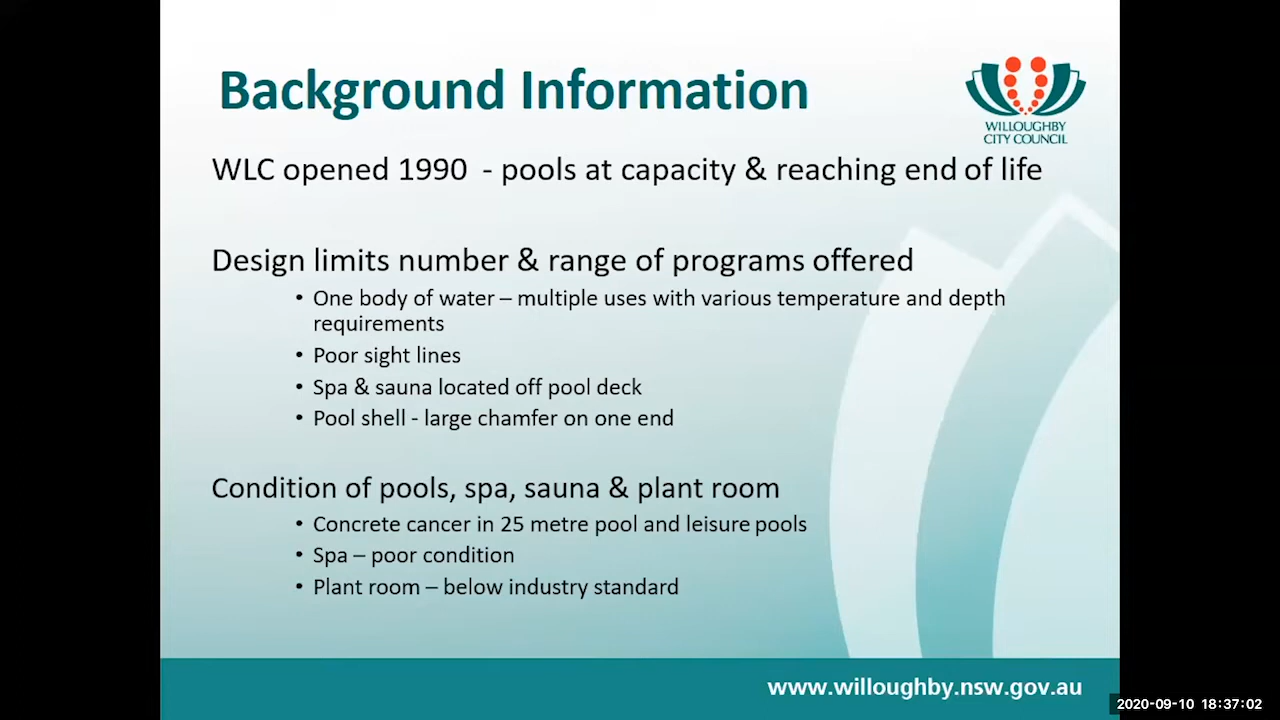 Background Information
WILLOUGHBY
CITY COUNCIL
WLC opened 1990 - pools at capacity & reaching end of life
Design limits number & range of programs offered
• One body of water – multiple uses with various temperature and depth
requirements
• Poor sight lines
• Spa & sauna located off pool deck
• Pool shell - large chamfer on one end
Condition of pools, spa, sauna & plant room
• Concrete cancer in 25 metre pool and leisure pools
• Spa – poor condition
• Plant room – below industry standard
www.willoughby.nsw.gov.au
2020-09-10 18:37:02